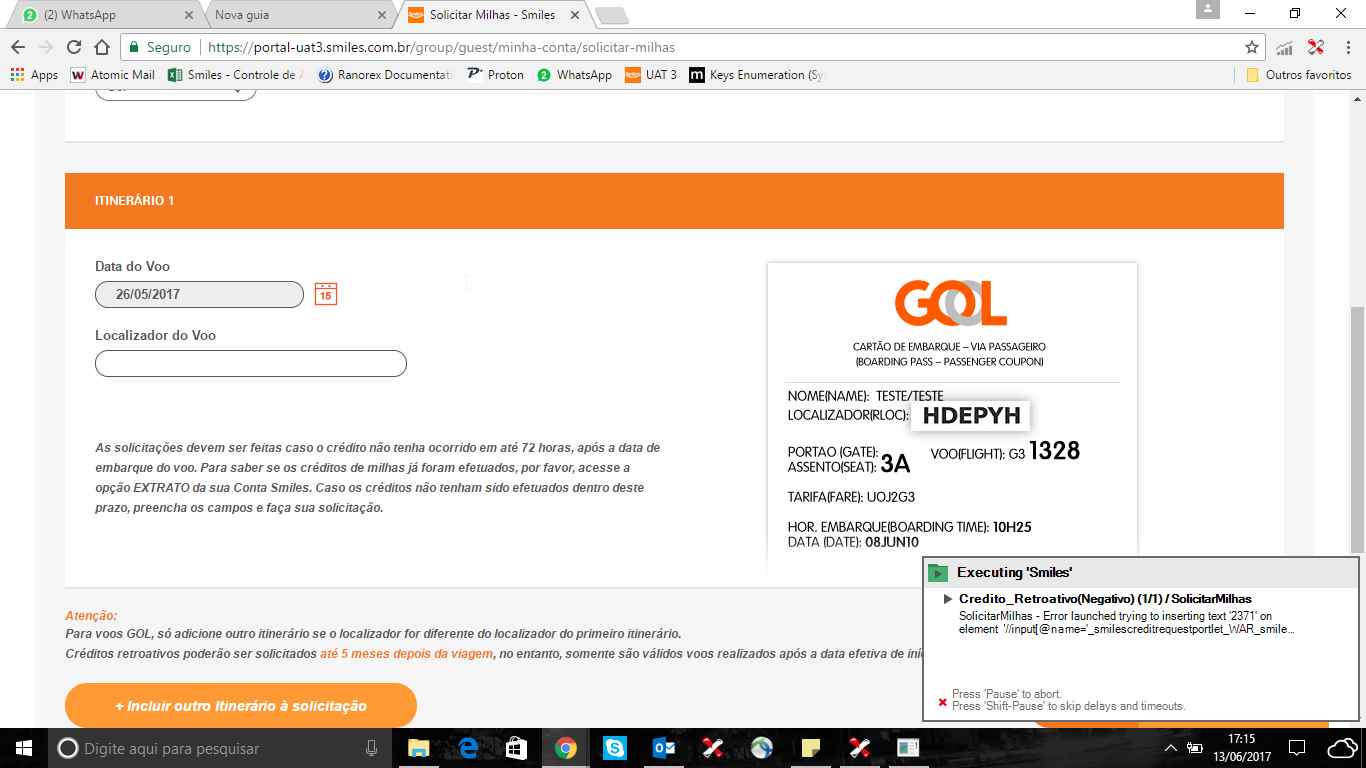 (2) WhatsApp
Nova guia
Solicitar Milhas - Smiles
Seguro
https://portal-uat3.smiles.com.br/group/guest/minha-conta/solicitar-milhas
Apps
Atomic Mail
Smiles - Controle de
Ranorex Documentati
Proton
2
WhatsApp
UAT 3
Keys Enumeration (Sy
Outros favoritos
ITINERÁRIO 1
Data do Voo
26/05/2017
15
Localizador do Voo
As solicitações devem ser feitas caso o crédito não tenha ocorrido em até 72 horas, após a data de
embarque do voo. Para saber se os créditos de milhas já foram efetuados, por favor, acesse a
opção EXTRATO da sua Conta Smiles. Caso os créditos não tenham sido efetuados dentro deste
prazo, preencha os campos e faça sua solicitação.
GOL
CARTÃO DE EMBARQUE – VIA PASSAGEIRO
(BOARDING PASS – PASSENGER COUPON)
NOME(NAME): TESTE/TESTE
LOCALIZADOR(RLOC): HDEPYH
PORTAO (GATE):
ASSENTO(SEAT): 3A
VOO(FLIGHT): G3 1328
TARIFA(FARE): UOJ2G3
HOR. EMBARQUE(BOARDING TIME): 10H25
DATA (DATE): 08JUN10
Atenção:
Para voos GOL, só adicione outro itinerário se o localizador for diferente do localizador do primeiro itinerário.
Créditos retroativos poderão ser solicitados até 5 meses depois da viagem, no entanto, somente são válidos voos realizados após a data efetiva de
+ Incluir outro Itinerário à solicitação
Executing 'Smiles'
Credito_Retroativo(Negativo) (1/1) / SolicitarMilhas
SolicitarMilhas - Error launched trying to inserting text '2371' on
element '//input[@name='_smilescreditrequestportlet_WAR_smile...
Press 'Pause' to abort.
Press 'Shift-Pause' to skip delays and timeouts.
Digite aqui para pesquisar
17:15
13/06/2017